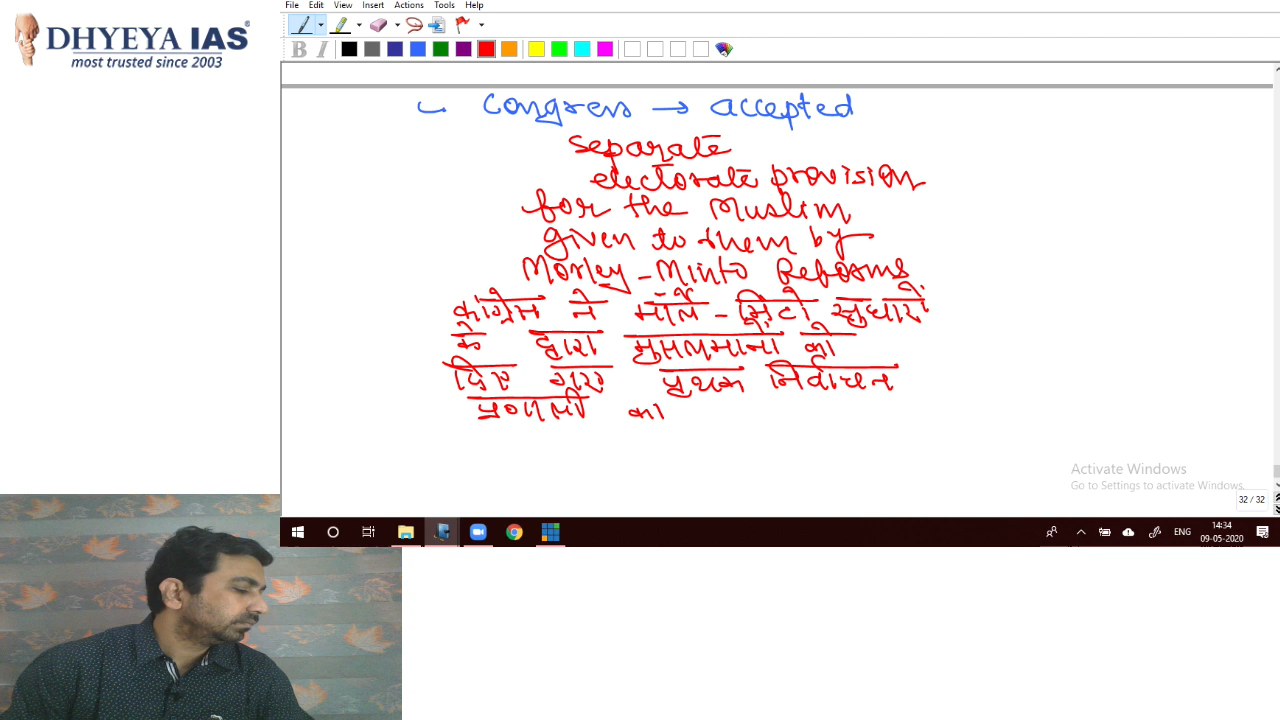 File Edit View Insert Actions Tools Help
DHYEYA IAS®
most trusted since 2003
B I
Congress → accepted
separate
electorate provision
for the Muslim
given to them by
Morley-Minto Reforms
कांग्रेस ने मॉर्ले-मिंटो सुधारों
के द्वारा मुसलमानों को
दिए गए पृथक निर्वाचन
प्रणाली को
Activate Windows
Go to Settings to activate Windows.
32 / 32
ENG
14:34
09-05-2020